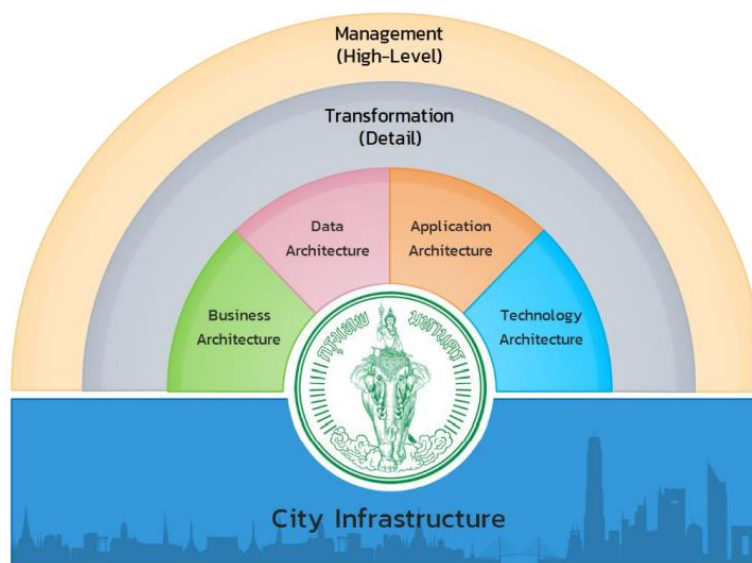 Management
(High-Level)
Transformation
(Detail)
Data
Architecture
Application
Architecture
Business
Architecture
Technology
Architecture
กรุงเทพ
มหานคร
City Infrastructure